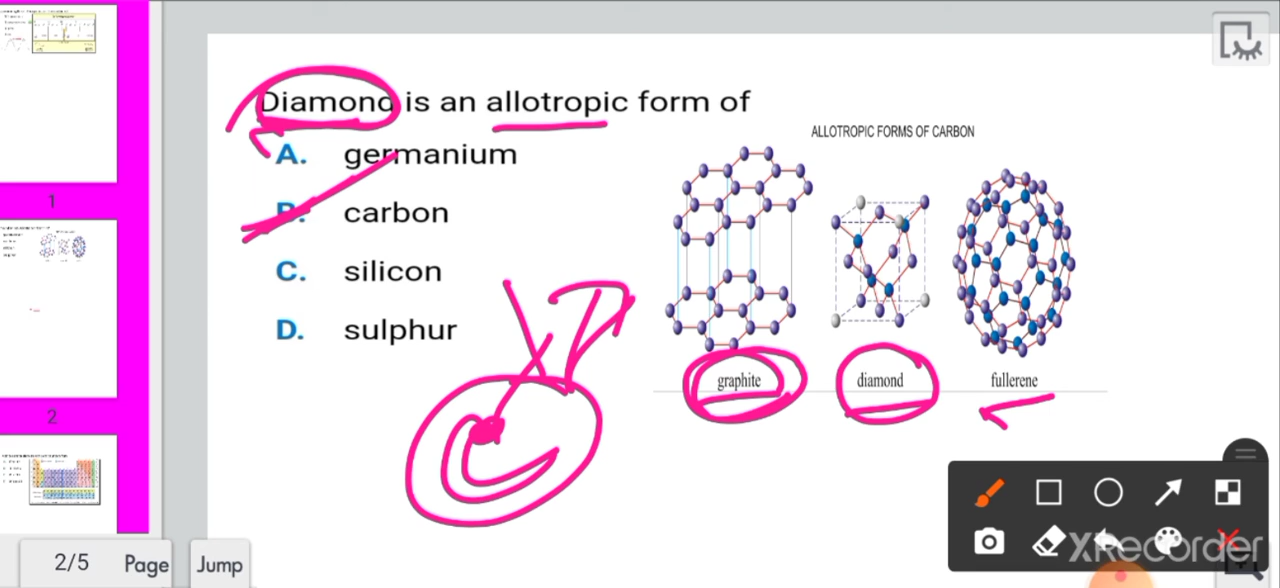 Diamond is an allotropic form of
A. germanium
B. carbon
C. silicon
D. sulphur
ALLOTROPIC FORMS OF CARBON
graphite diamond fullerene
C
1
2
2/5 Page Jump
XRecorder